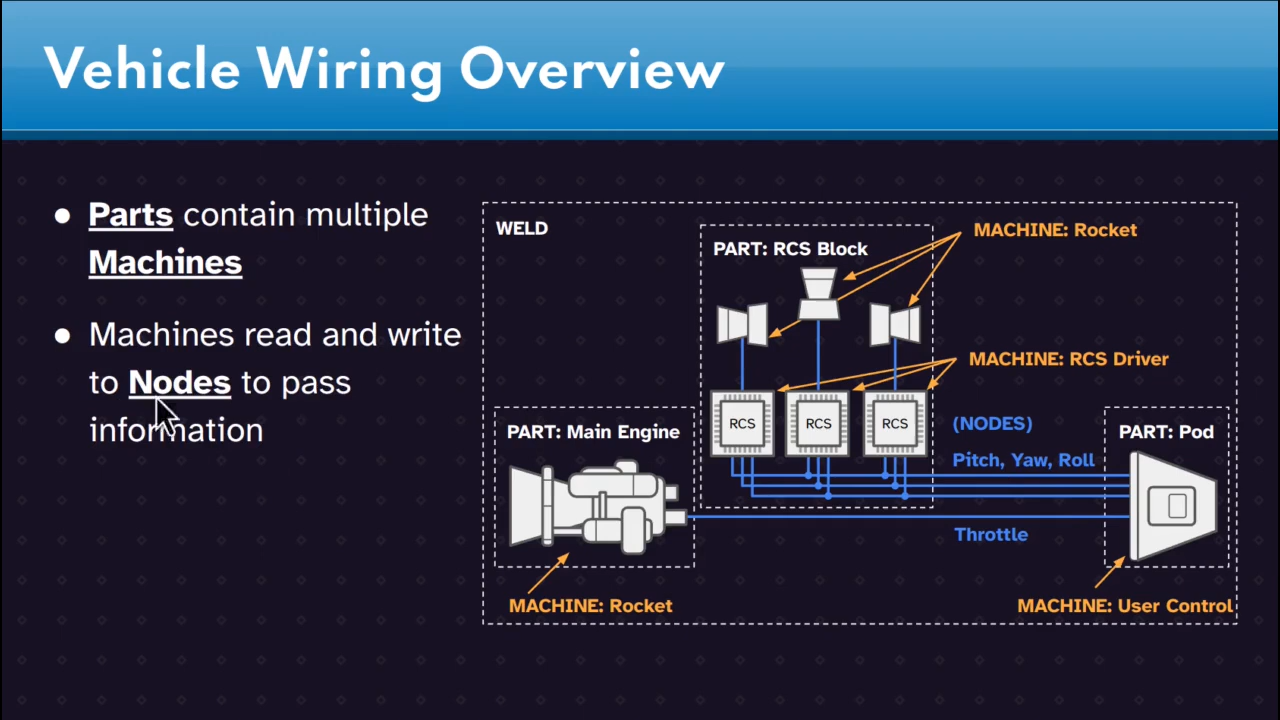 Vehicle Wiring Overview
● Parts contain multiple
Machines
● Machines read and write
to Nodes to pass
information
WELD
PART: RCS Block
MACHINE: Rocket
MACHINE: RCS Driver
RCS
RCS
RCS
(NODES)
Pitch, Yaw, Roll
PART: Main Engine
PART: Pod
Throttle
MACHINE: Rocket
MACHINE: User Control